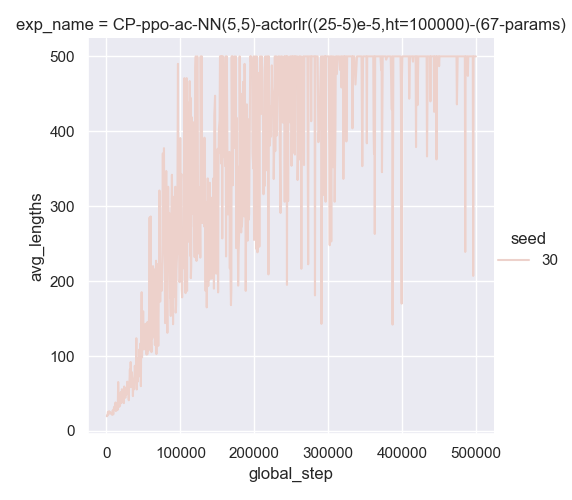 exp_name = CP-ppo-ac-NN(5,5)-actorlr((25-5)e-5,ht=100000)-(67-params)
500
400
300
200
100
0
avg_lengths
0 100000 200000 300000 400000 500000
global_step
seed
30